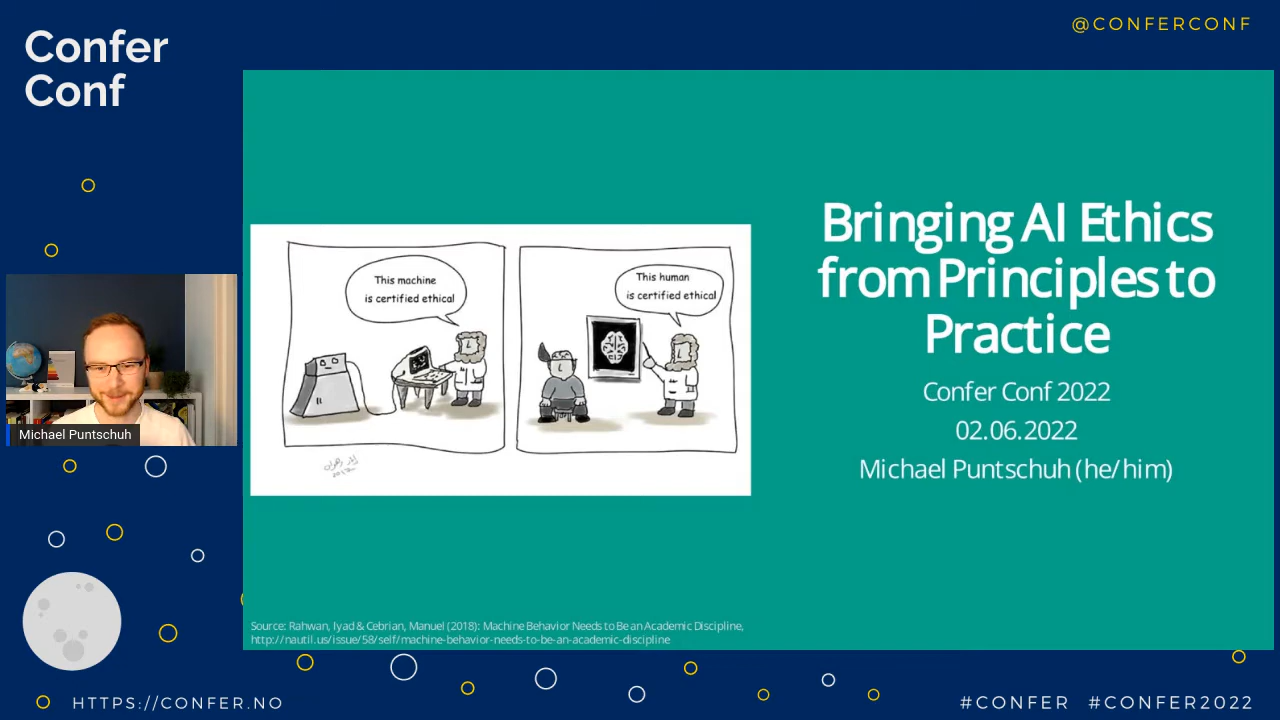 Confer
Conf
@CONFERCONF
This machine
is certified ethical
This human
is certified ethical
Bringing AI Ethics
from Principles to
Practice
Confer Conf 2022
02.06.2022
Michael Puntschuh (he/him)
Michael Puntschuh
Source: Rahwan, Iyad & Cebrian, Manuel (2018): Machine Behavior Needs to Be an Academic Discipline,
http://nautil.us/issue/58/self/machine-behavior-needs-to-be-an-academic-discipline
HTTPS://CONFER.NO
#CONFER #CONFER2022